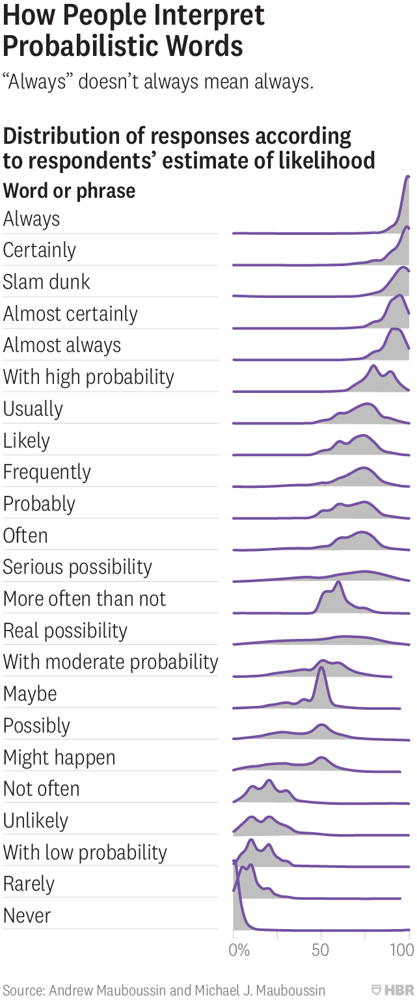 How People Interpret
Probabilistic Words
“Always” doesn’t always mean always.
Distribution of responses according
to respondents’ estimate of likelihood
Word or phrase
Always
Certainly
Slam dunk
Almost certainly
Almost always
With high probability
Usually
Likely
Frequently
Probably
Often
Serious possibility
More often than not
Real possibility
With moderate probability
Maybe
Possibly
Might happen
Not often
Unlikely
With low probability
Rarely
Never
0% 50 100
Source: Andrew Mauboussin and Michael J. Mauboussin HBR